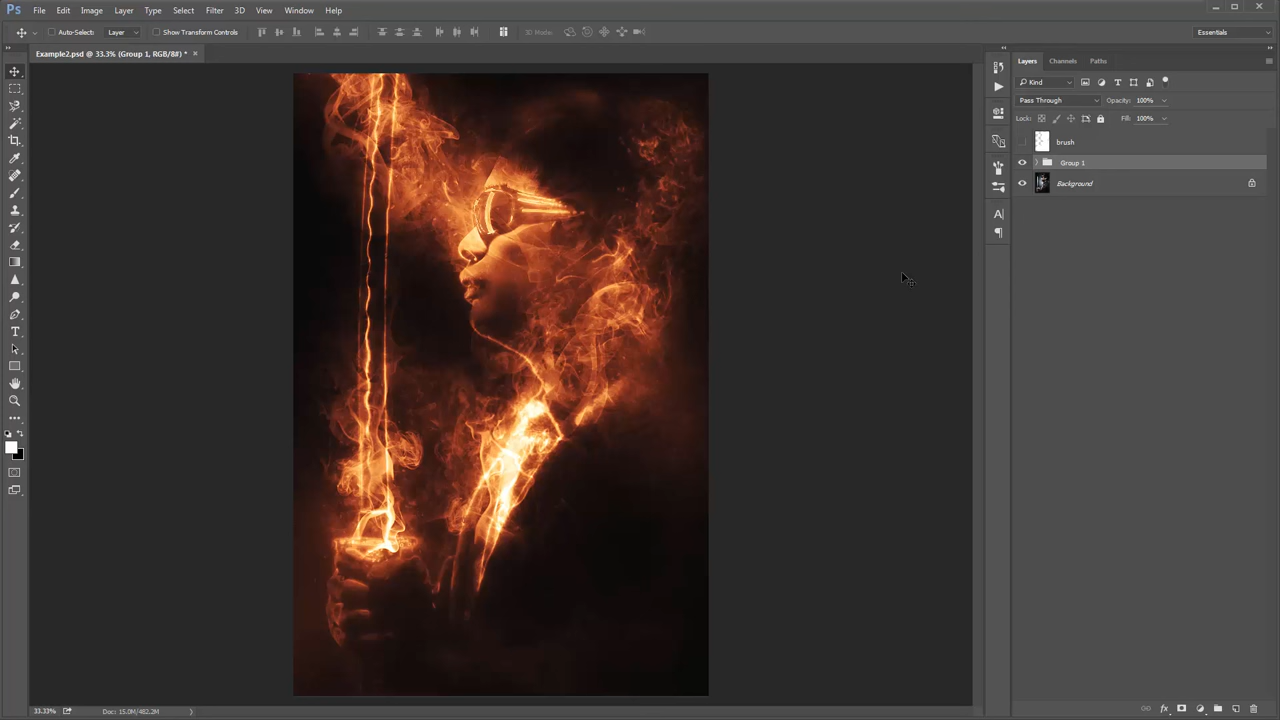 Ps File Edit Image Layer Type Select Filter 3D View Window Help
Auto-Select: Layer Show Transform Controls 3D Mode: Essentials
Example2.psd @ 33.3% (Group 1, RGB/8#) * ×
Layers Channels Paths
Kind
Pass Through Opacity: 100%
Lock: Fill: 100%
brush
Group 1
Background
33.33% Doc: 15.0M/482.2M